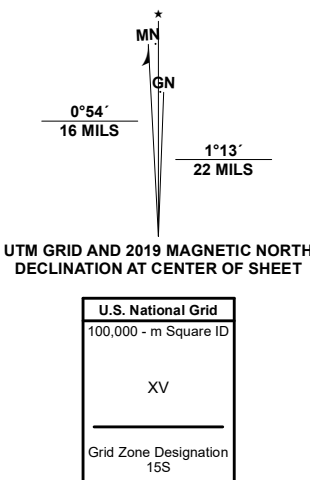 MN
GN
0°54´
16 MILS
1°13´
22 MILS
UTM GRID AND 2019 MAGNETIC NORTH
DECLINATION AT CENTER OF SHEET
U.S. National Grid
100,000 - m Square ID
XV
Grid Zone Designation
15S